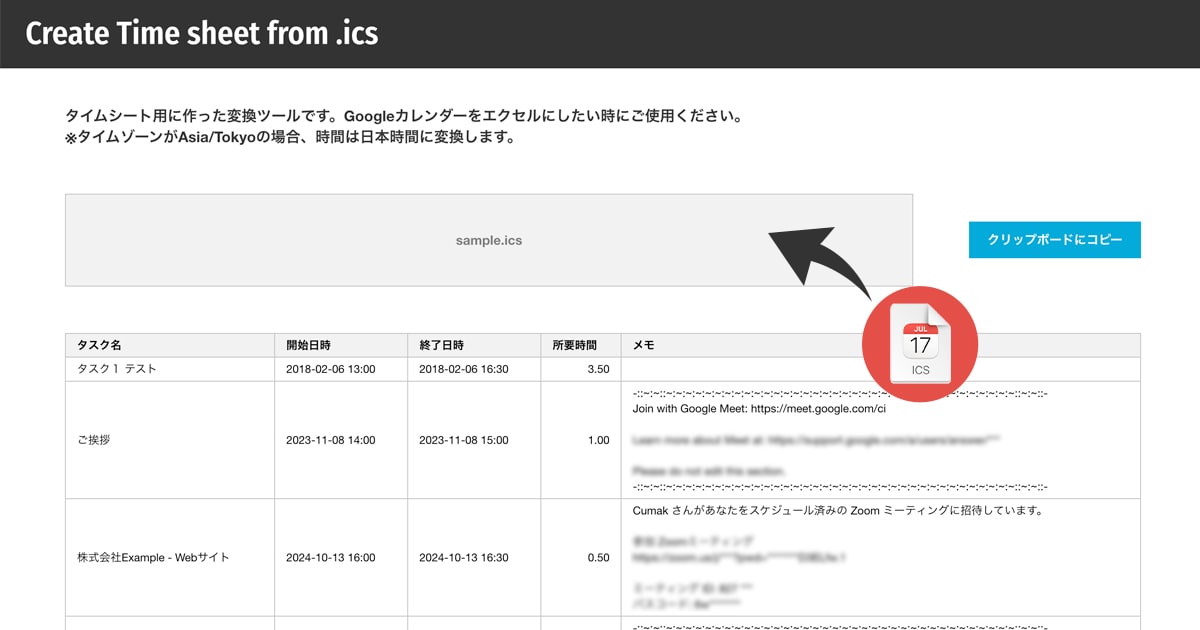 Create Time sheet from .ics
タイムシート用に作った変換ツールです。Googleカレンダーをエクセルにしたい時にご使用ください。
※タイムゾーンがAsia/Tokyoの場合、時間は日本時間に変換します。
sample.ics
クリップボードにコピー
JUL
17
ICS
タスク名 開始日時 終了日時 所要時間 メモ
タスク1 テスト 2018-02-06 13:00 2018-02-06 16:30 3.50
ご挨拶 2023-11-08 14:00 2023-11-08 15:00 1.00
Join with Google Meet: https://meet.google.com/ci
株式会社Example - Webサイト 2024-10-13 16:00 2024-10-13 16:30 0.50
Cumak さんがあなたをスケジュール済みの Zoom ミーティングに招待しています。